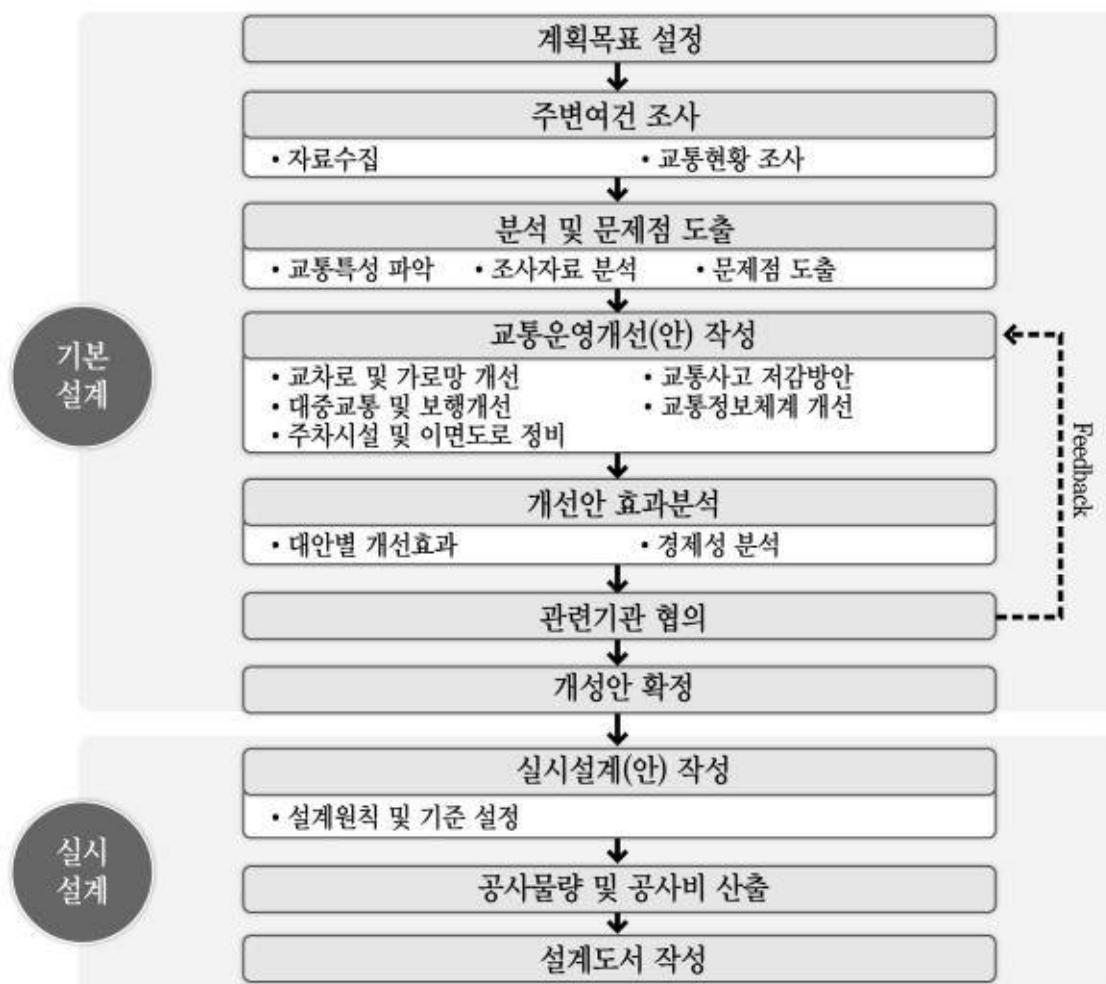 계획목표 설정
주변여건 조사
• 자료수집 • 교통현황 조사
분석 및 문제점 도출
• 교통특성 파악 • 조사자료 분석 • 문제점 도출
기본
설계
교통운영개선(안) 작성
• 교차로 및 가로망 개선 • 교통사고 저감방안
• 대중교통 및 보행개선 • 교통정보체계 개선
• 주차시설 및 이면도로 정비
Feedback
개선안 효과분석
• 대안별 개선효과 • 경제성 분석
관련기관 협의
개성안 확정
실시설계(안) 작성
• 설계원칙 및 기준 설정
실시
설계
공사물량 및 공사비 산출
설계도서 작성